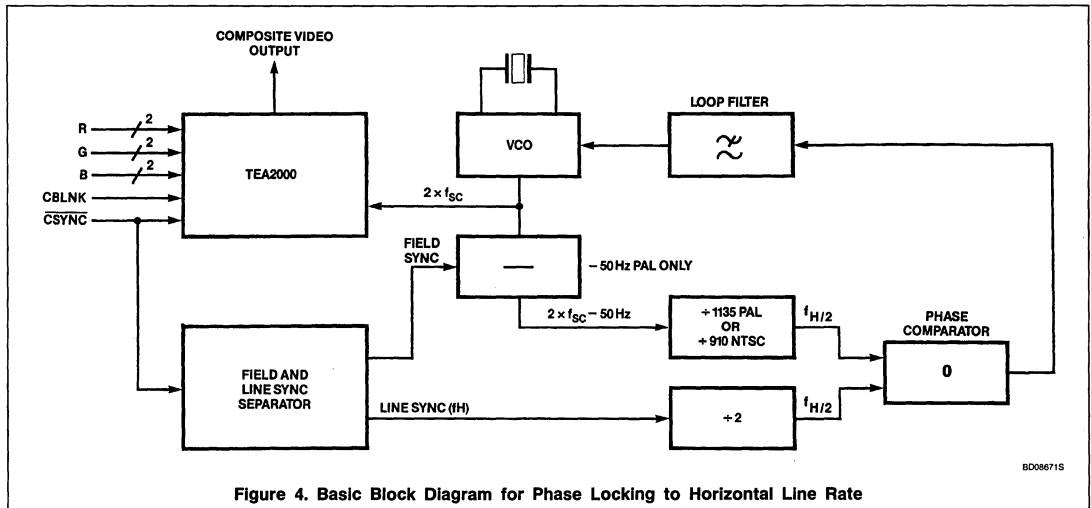 COMPOSITE VIDEO
OUTPUT
R
2
G
2
B
2
CBLNK
CSYNC
TEA2000
VCO
LOOP FILTER
2 × fSC
FIELD
SYNC
—
– 50 Hz PAL ONLY
2 × fSC – 50 Hz
÷ 1135 PAL
OR
÷ 910 NTSC
fH/2
PHASE
COMPARATOR
0
FIELD AND
LINE SYNC
SEPARATOR
LINE SYNC (fH)
÷ 2
fH/2
BD08671S
Figure 4. Basic Block Diagram for Phase Locking to Horizontal Line Rate